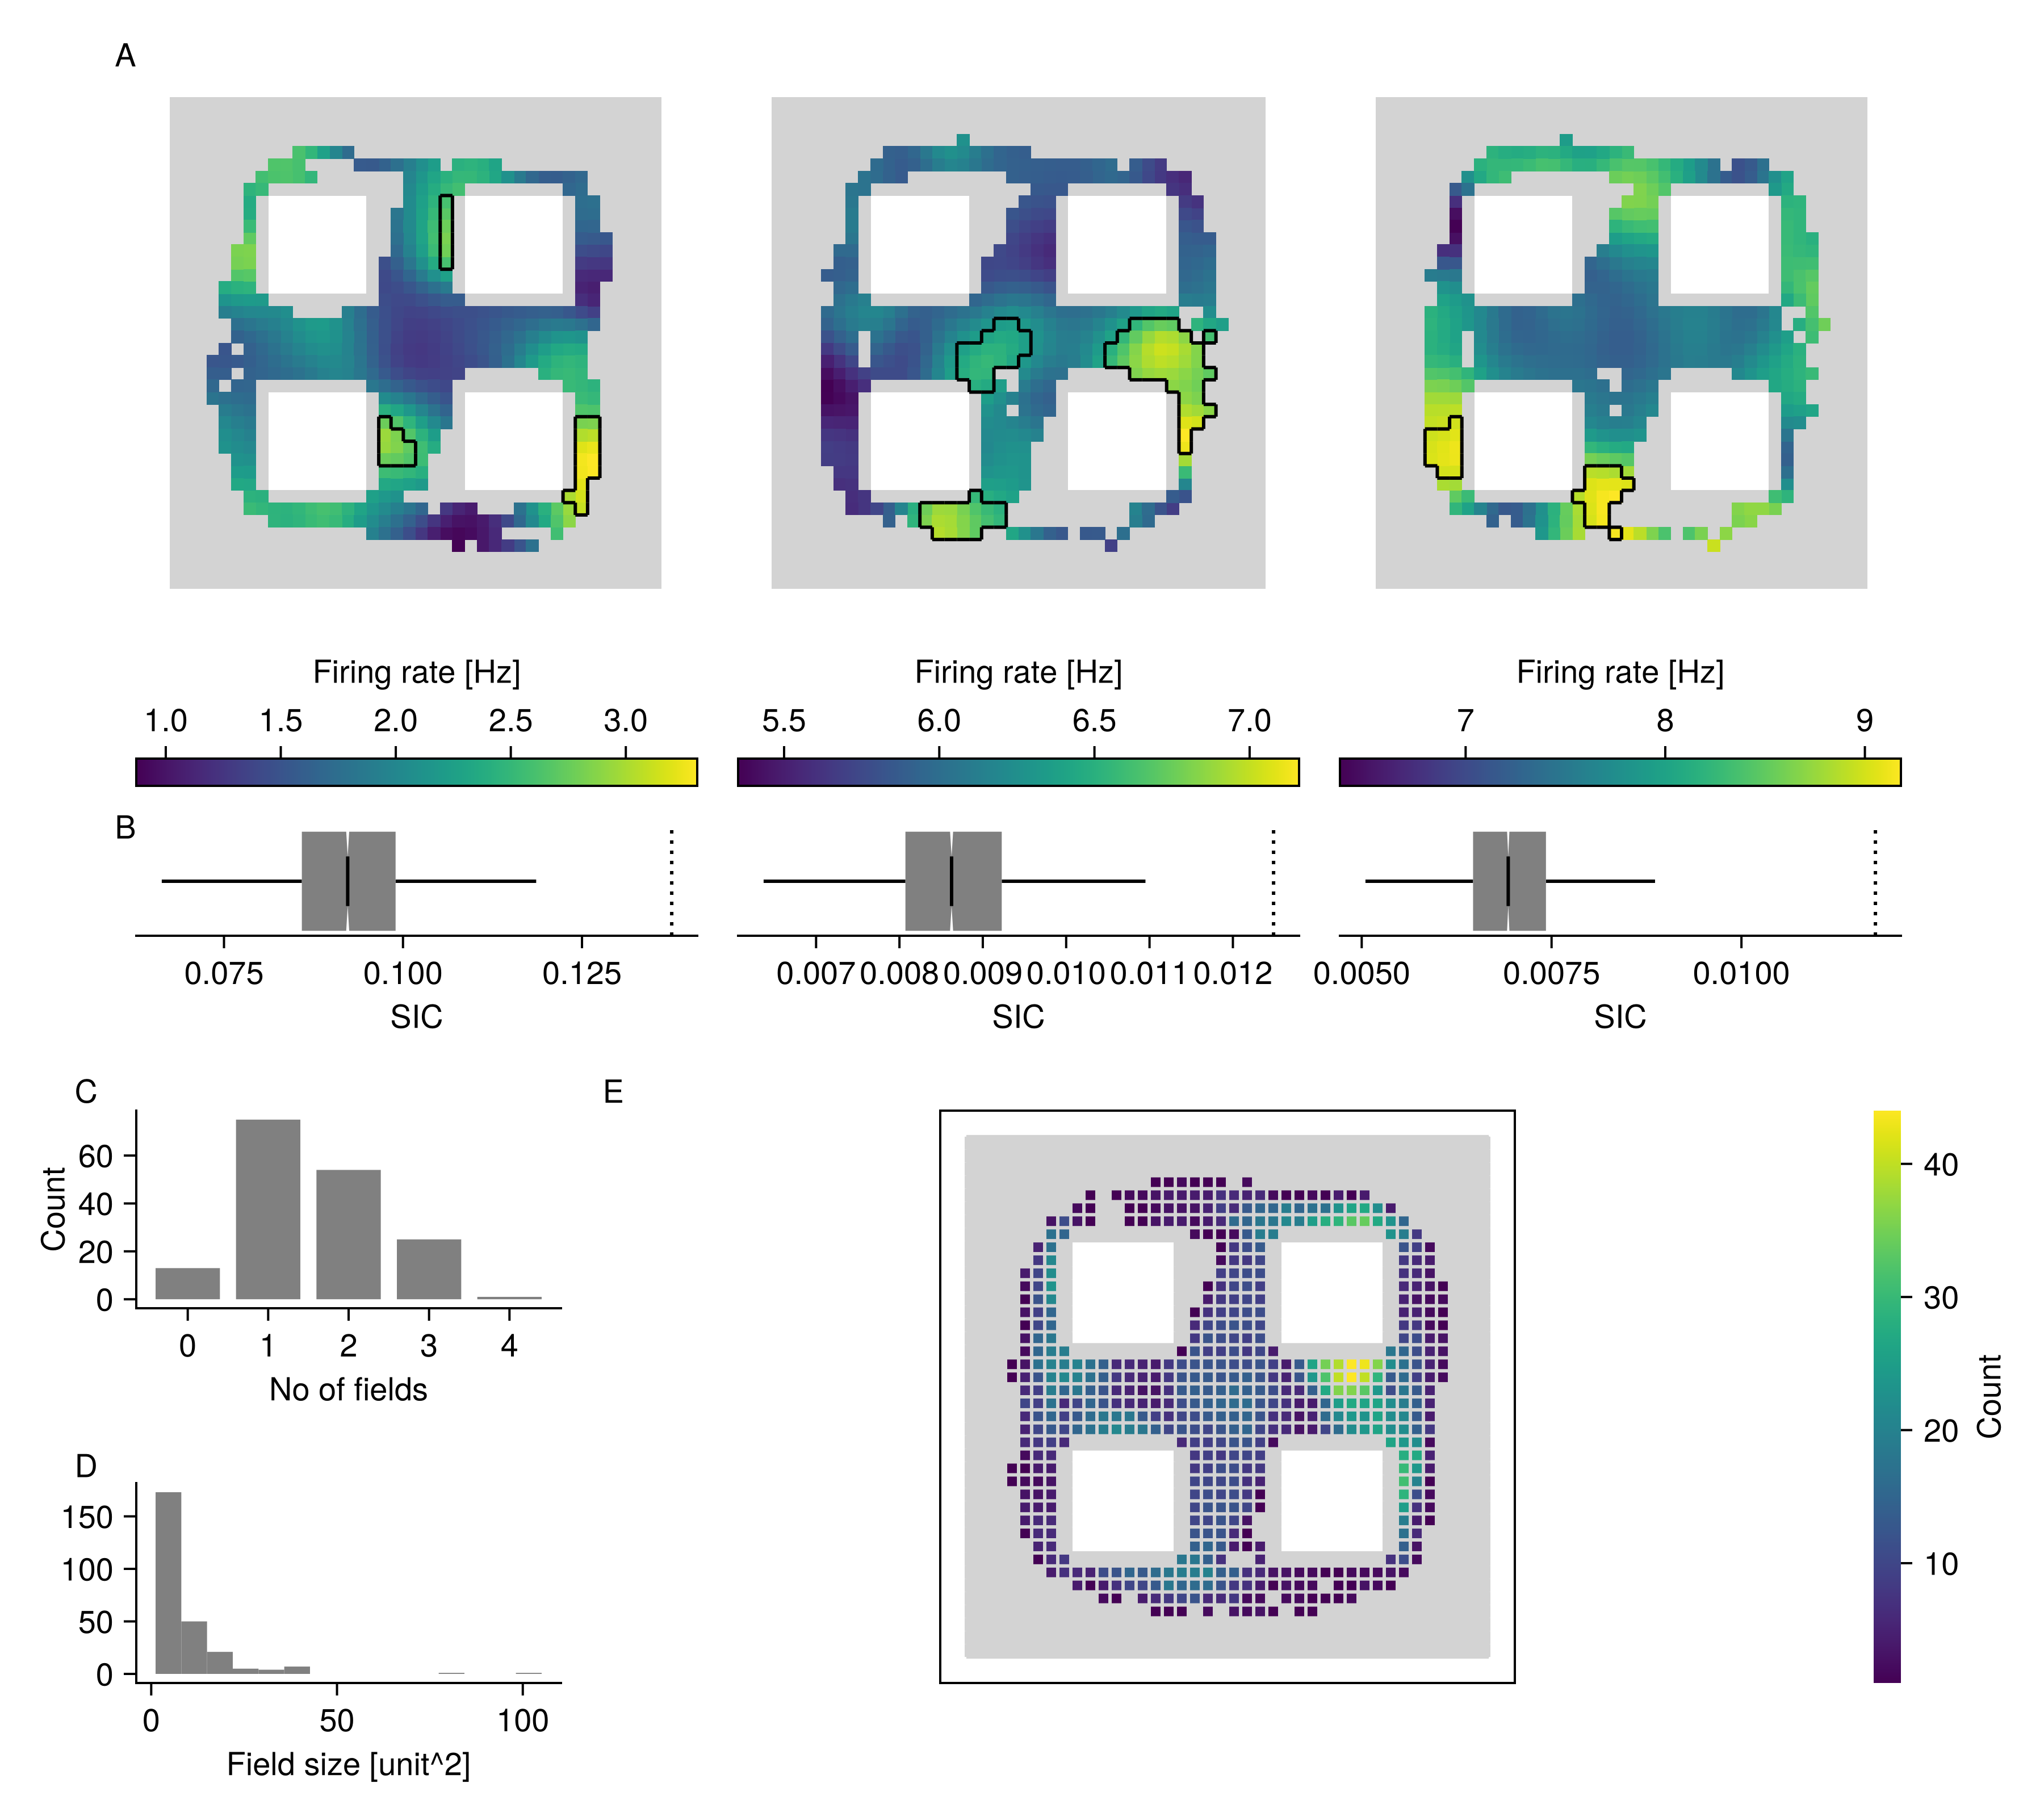 A
Firing rate [Hz] Firing rate [Hz] Firing rate [Hz]
1.0 1.5 2.0 2.5 3.0 5.5 6.0 6.5 7.0 7 8 9
B
0.075 0.100 0.125 0.007 0.008 0.009 0.010 0.011 0.012 0.0050 0.0075 0.0100
SIC SIC SIC
C
Count
60
40
20
0
0 1 2 3 4
No of fields
D
150
100
50
0
0 50 100
Field size [unit^2]
E
40
30
20
10
Count